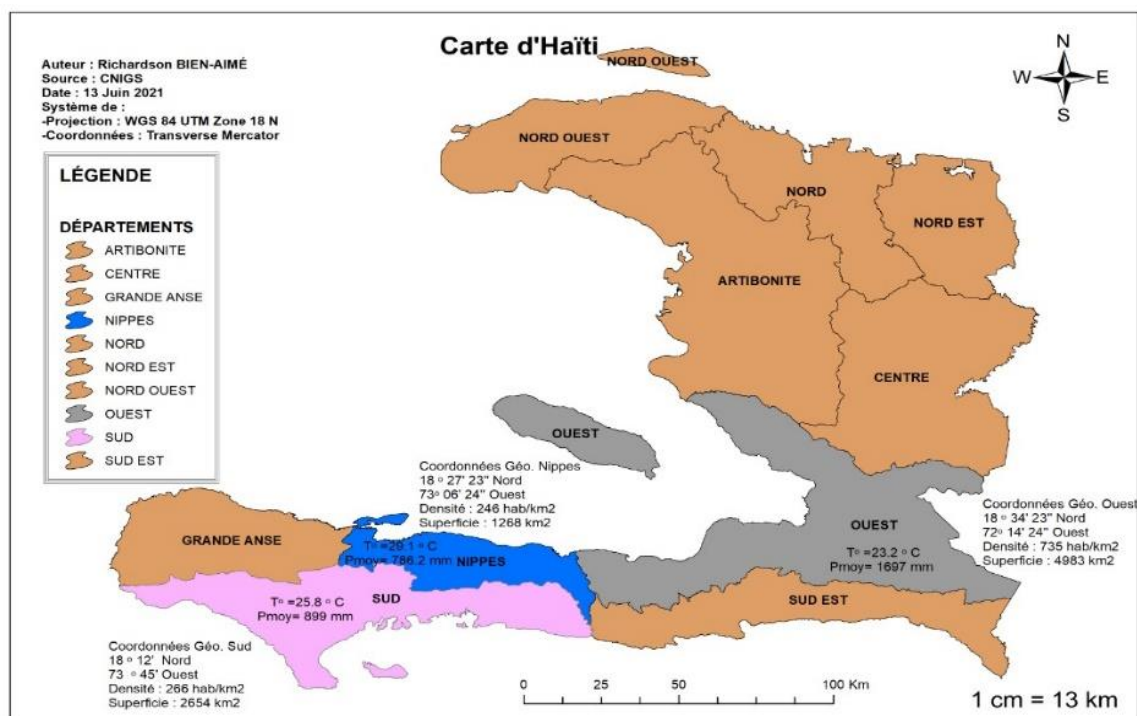 Carte d'Haïti
Auteur : Richardson BIEN-AIMÉ
Source : CNIGS
Date : 13 Juin 2021
Système de :
-Projection : WGS 84 UTM Zone 18 N
-Coordonnées : Transverse Mercator
N
W E
S
LÉGENDE
DÉPARTEMENTS
ARTIBONITE
CENTRE
GRANDE ANSE
NIPPES
NORD
NORD EST
NORD OUEST
OUEST
SUD
SUD EST
NORD OUEST
NORD OUEST
NORD
NORD EST
ARTIBONITE
CENTRE
OUEST
Coordonnées Géo. Nippes
18 ° 27' 23" Nord
73° 06' 24" Ouest
Densité : 246 hab/km2
Superficie : 1268 km2
Coordonnées Géo. Ouest
18 ° 34' 23" Nord
72° 14' 24" Ouest
Densité : 735 hab/km2
Superficie : 4983 km2
OUEST
T° =23.2 ° C
Pmoy= 1697 mm
GRANDE ANSE
T° =29.1 ° C
Pmoy= 786.2 mm
NIPPES
SUD
T° =25.8 ° C
Pmoy= 899 mm
SUD EST
Coordonnées Géo. Sud
18 ° 12' Nord
73 ° 45' Ouest
Densité : 266 hab/km2
Superficie : 2654 km2
0 25 50 100 Km
1 cm = 13 km